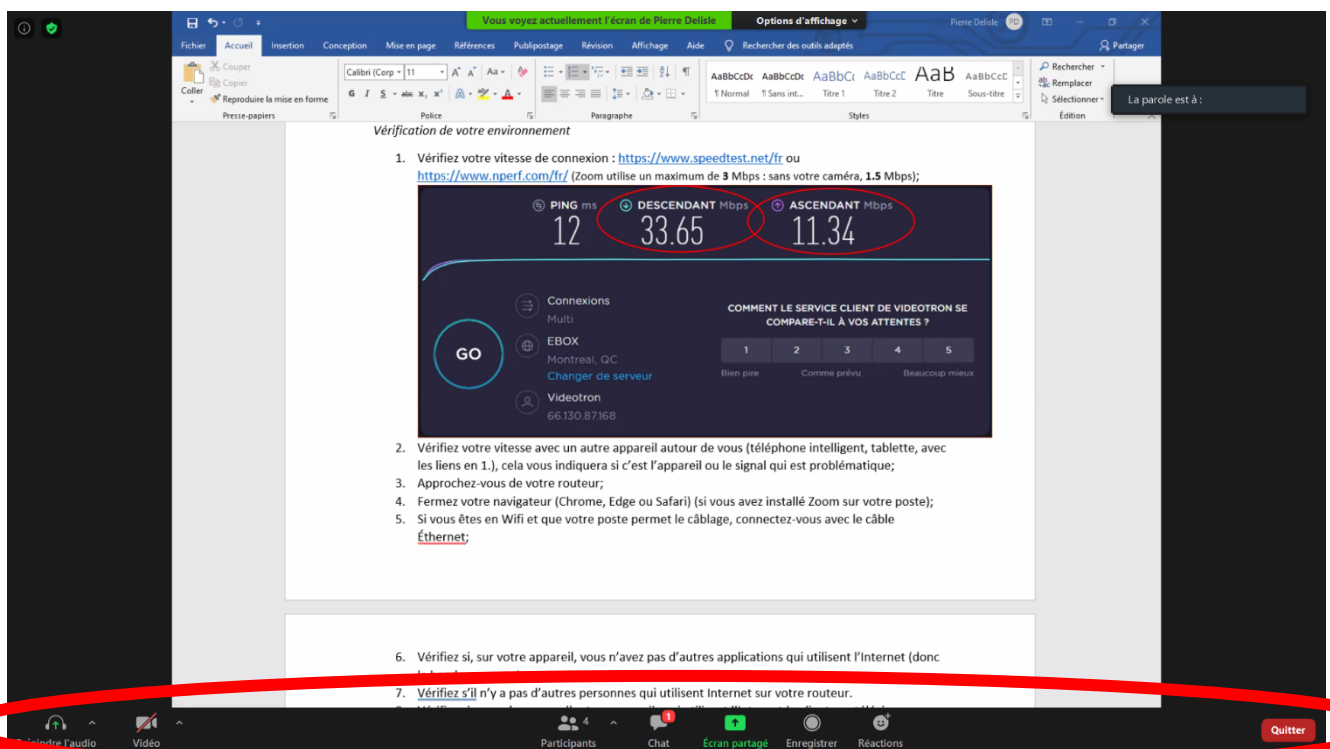 Vous voyez actuellement l'écran de Pierre Delisle
Options d'affichage
Pierre Delisle PD
Fichier Accueil Insertion Conception Mise en page Références Publipostage Révision Affichage Aide Rechercher des outils adaptés Partager
Coller
Couper
Copier
Reproduire la mise en forme
Presse-papiers
Calibri (Corp 11
G I S abc x, x²
Police
Paragraphe
AaBbCcDc AaBbCcDc AaBbCc AaBbCcC AaB AaBbCcC
¶ Normal ¶ Sans int... Titre 1 Titre 2 Titre Sous-titre
Styles
Rechercher
Remplacer
Sélectionner
Édition
La parole est à :
Vérification de votre environnement
1. Vérifiez votre vitesse de connexion : https://www.speedtest.net/fr ou
https://www.nperf.com/fr/ (Zoom utilise un maximum de 3 Mbps : sans votre caméra, 1.5 Mbps);
PING ms DESCENDANT Mbps ASCENDANT Mbps
12 33.65 11.34
GO
Connexions
Multi
EBOX
Montreal, QC
Changer de serveur
Videotron
66.130.87.168
COMMENT LE SERVICE CLIENT DE VIDEOTRON SE
COMPARE-T-IL À VOS ATTENTES ?
1 2 3 4 5
Bien pire Comme prévu Beaucoup mieux
2. Vérifiez votre vitesse avec un autre appareil autour de vous (téléphone intelligent, tablette, avec
les liens en 1.), cela vous indiquera si c'est l'appareil ou le signal qui est problématique;
3. Approchez-vous de votre routeur;
4. Fermez votre navigateur (Chrome, Edge ou Safari) (si vous avez installé Zoom sur votre poste);
5. Si vous êtes en Wifi et que votre poste permet le câblage, connectez-vous avec le câble
Éthernet;
6. Vérifiez si, sur votre appareil, vous n'avez pas d'autres applications qui utilisent l'Internet (donc
7. Vérifiez s'il n'y a pas d'autres personnes qui utilisent Internet sur votre routeur.
Rejoindre l'audio Vidéo Participants 4 Chat 1 Écran partagé Enregistrer Réactions Quitter